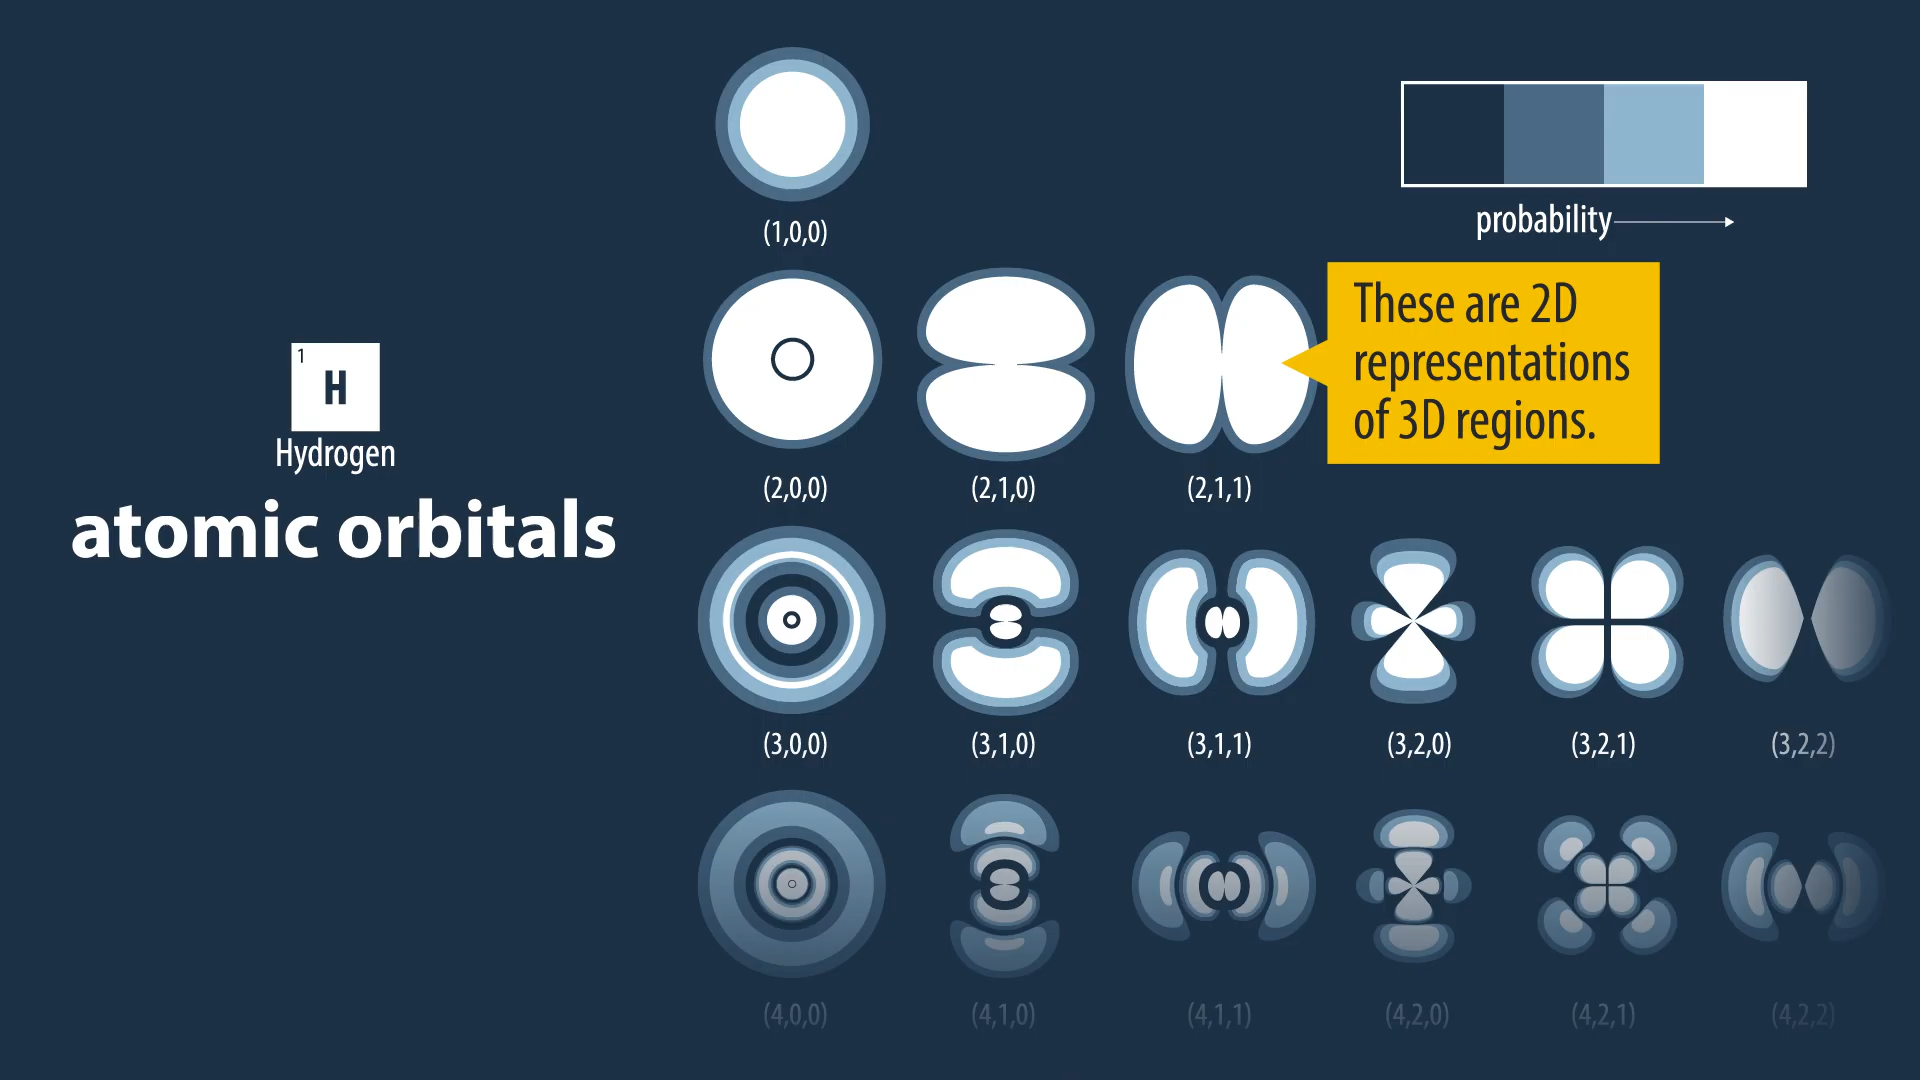 (1,0,0)
probability
These are 2D
representations
of 3D regions.
1
H
Hydrogen
atomic orbitals
(2,0,0) (2,1,0) (2,1,1)
(3,0,0) (3,1,0) (3,1,1) (3,2,0) (3,2,1) (3,2,2)
(4,0,0) (4,1,0) (4,1,1) (4,2,0) (4,2,1) (4,2,2)